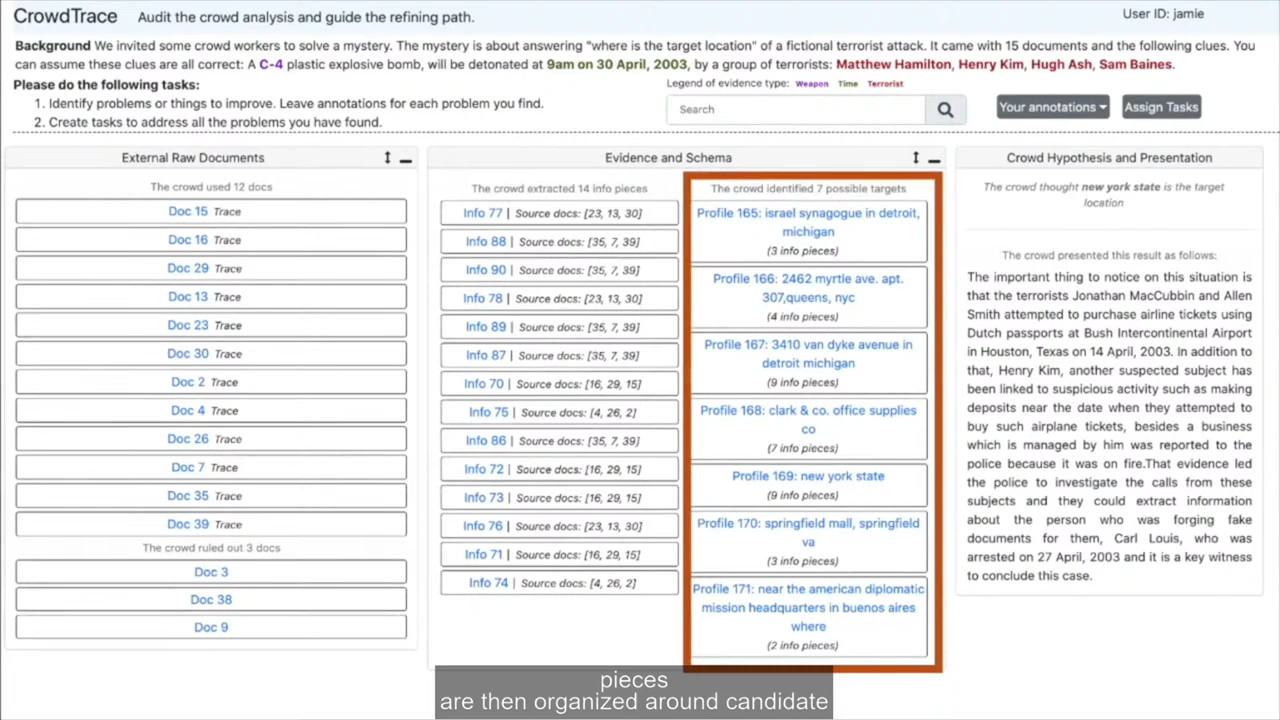 CrowdTrace Audit the crowd analysis and guide the refining path.
User ID: jamie
Background We invited some crowd workers to solve a mystery. The mystery is about answering "where is the target location" of a fictional terrorist attack. It came with 15 documents and the following clues. You
can assume these clues are all correct: A C-4 plastic explosive bomb, will be detonated at 9am on 30 April, 2003, by a group of terrorists: Matthew Hamilton, Henry Kim, Hugh Ash, Sam Baines.
Please do the following tasks:
1. Identify problems or things to improve. Leave annotations for each problem you find.
2. Create tasks to address all the problems you have found.
Legend of evidence type: Weapon Time Terrorist
Search
Your annotations
Assign Tasks
External Raw Documents
The crowd used 12 docs
Doc 15 Trace
Doc 16 Trace
Doc 29 Trace
Doc 13 Trace
Doc 23 Trace
Doc 30 Trace
Doc 2 Trace
Doc 4 Trace
Doc 26 Trace
Doc 7 Trace
Doc 35 Trace
Doc 39 Trace
The crowd ruled out 3 docs
Doc 3
Doc 38
Doc 9
Evidence and Schema
The crowd extracted 14 info pieces
Info 77 | Source docs: [23, 13, 30]
Info 88 | Source docs: [35, 7, 39]
Info 90 | Source docs: [35, 7, 39]
Info 78 | Source docs: [23, 13, 30]
Info 89 | Source docs: [35, 7, 39]
Info 87 | Source docs: [35, 7, 39]
Info 70 | Source docs: [16, 29, 15]
Info 75 | Source docs: [4, 26, 2]
Info 86 | Source docs: [35, 7, 39]
Info 72 | Source docs: [16, 29, 15]
Info 73 | Source docs: [16, 29, 15]
Info 76 | Source docs: [23, 13, 30]
Info 71 | Source docs: [16, 29, 15]
Info 74 | Source docs: [4, 26, 2]
The crowd identified 7 possible targets
Profile 165: israel synagogue in detroit,
michigan
(3 info pieces)
Profile 166: 2462 myrtle ave. apt.
307,queens, nyc
(4 info pieces)
Profile 167: 3410 van dyke avenue in
detroit michigan
(9 info pieces)
Profile 168: clark & co. office supplies
co
(7 info pieces)
Profile 169: new york state
(9 info pieces)
Profile 170: springfield mall, springfield
va
(3 info pieces)
Profile 171: near the american diplomatic
mission headquarters in buenos aires
where
(2 info pieces)
Crowd Hypothesis and Presentation
The crowd thought new york state is the target
location
The crowd presented this result as follows:
The important thing to notice on this situation is
that the terrorists Jonathan MacCubbin and Allen
Smith attempted to purchase airline tickets using
Dutch passports at Bush Intercontinental Airport
in Houston, Texas on 14 April, 2003. In addition to
that, Henry Kim, another suspected subject has
been linked to suspicious activity such as making
deposits near the date when they attempted to
buy such airplane tickets, besides a business
which is managed by him was reported to the
police because it was on fire.That evidence led
the police to investigate the calls from these
subjects and they could extract information
about the person who was forging fake
documents for them, Carl Louis, who was
arrested on 27 April, 2003 and it is a key witness
to conclude this case.
pieces
are then organized around candidate